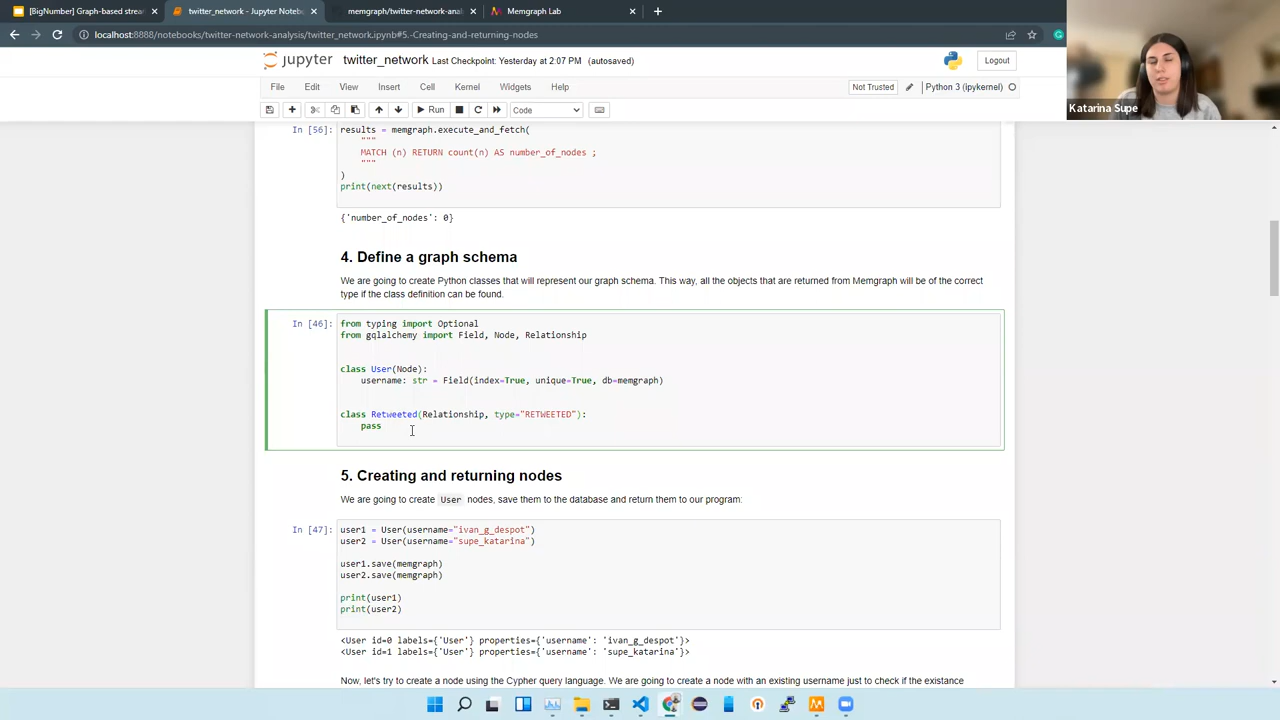 [BigNumber] Graph-based strea
twitter_network - Jupyter Notebo
memgraph/twitter-network-anal
Memgraph Lab
localhost:8888/notebooks/twitter-network-analysis/twitter_network.ipynb#5.-Creating-and-returning-nodes
Katarina Supe
jupyter twitter_network Last Checkpoint: Yesterday at 2:07 PM (autosaved)
Logout
File Edit View Insert Cell Kernel Widgets Help
Not Trusted
Python 3 (ipykernel)
Run
Code
In [56]: results = memgraph.execute_and_fetch(
"""
MATCH (n) RETURN count(n) AS number_of_nodes ;
"""
)
print(next(results))
{'number_of_nodes': 0}
4. Define a graph schema
We are going to create Python classes that will represent our graph schema. This way, all the objects that are returned from Memgraph will be of the correct
type if the class definition can be found.
In [46]: from typing import Optional
from gqlalchemy import Field, Node, Relationship
class User(Node):
username: str = Field(index=True, unique=True, db=memgraph)
class Retweeted(Relationship, type="RETWEETED"):
pass
5. Creating and returning nodes
We are going to create User nodes, save them to the database and return them to our program:
In [47]: user1 = User(username="ivan_g_despot")
user2 = User(username="supe_katarina")
user1.save(memgraph)
user2.save(memgraph)
print(user1)
print(user2)
<User id=0 labels={'User'} properties={'username': 'ivan_g_despot'}>
<User id=1 labels={'User'} properties={'username': 'supe_katarina'}>
Now, let's try to create a node using the Cypher query language. We are going to create a node with an existing username just to check if the existance